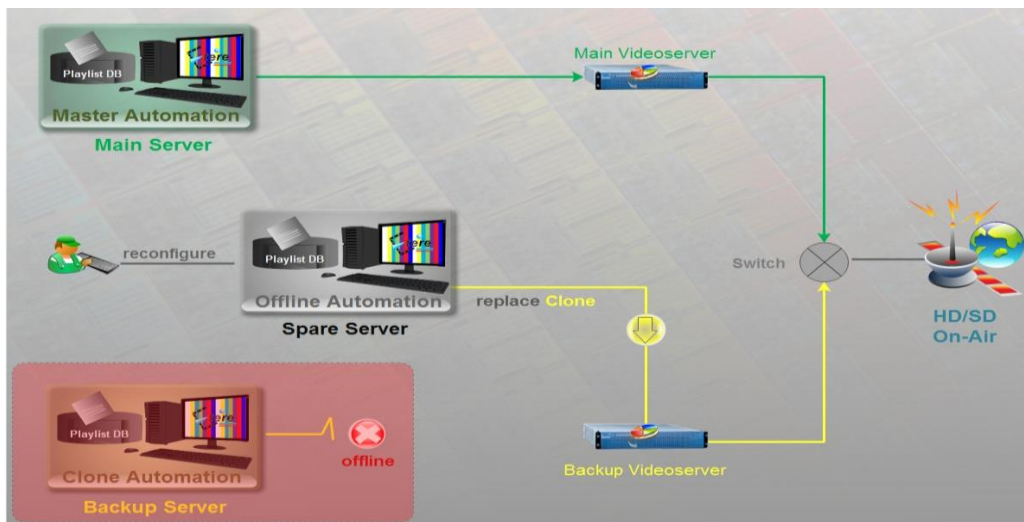 Main Videoserver
Playlist DB
Master Automation
Main Server
reconfigure
Playlist DB
Offline Automation
Spare Server
replace Clone
Switch
HD/SD
On-Air
Playlist DB
Clone Automation
Backup Server
offline
Backup Videoserver